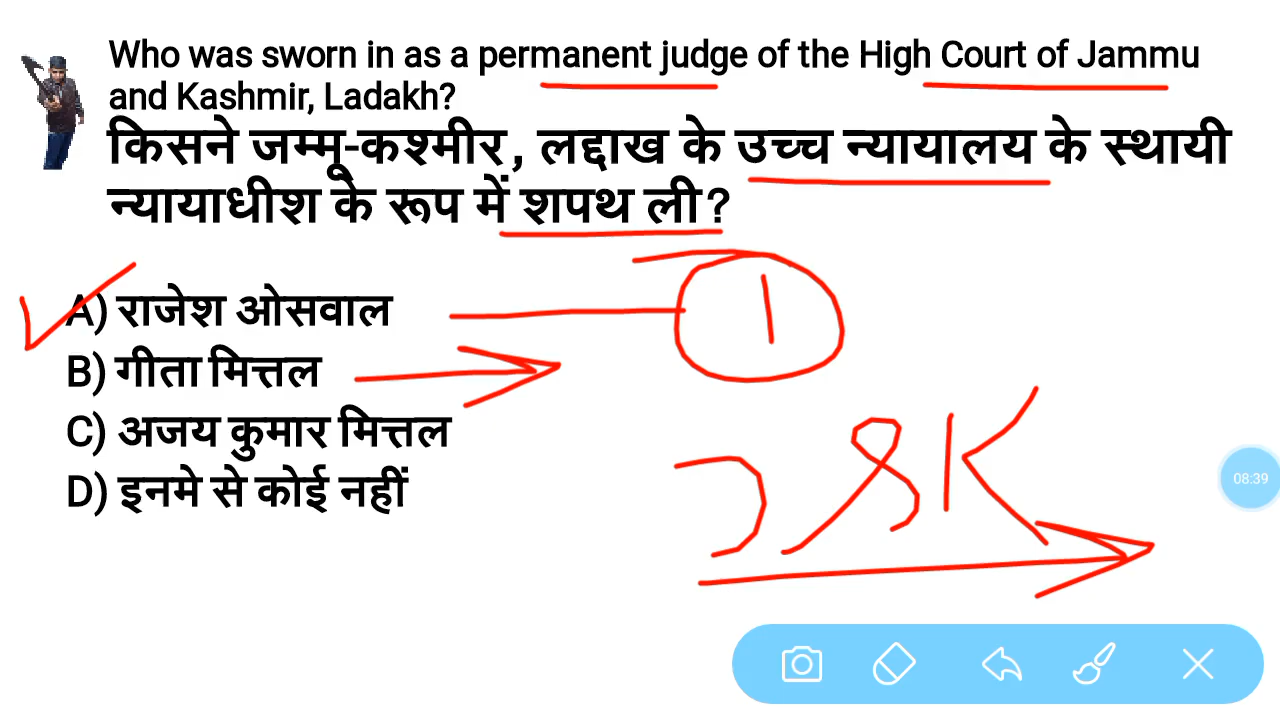 Who was sworn in as a permanent judge of the High Court of Jammu
and Kashmir, Ladakh?
किसने जम्मू-कश्मीर, लद्दाख के उच्च न्यायालय के स्थायी
न्यायाधीश के रूप में शपथ ली?
A) राजेश ओसवाल
1
B) गीता मित्तल
C) अजय कुमार मित्तल
J&K
D) इनमे से कोई नहीं
08:39